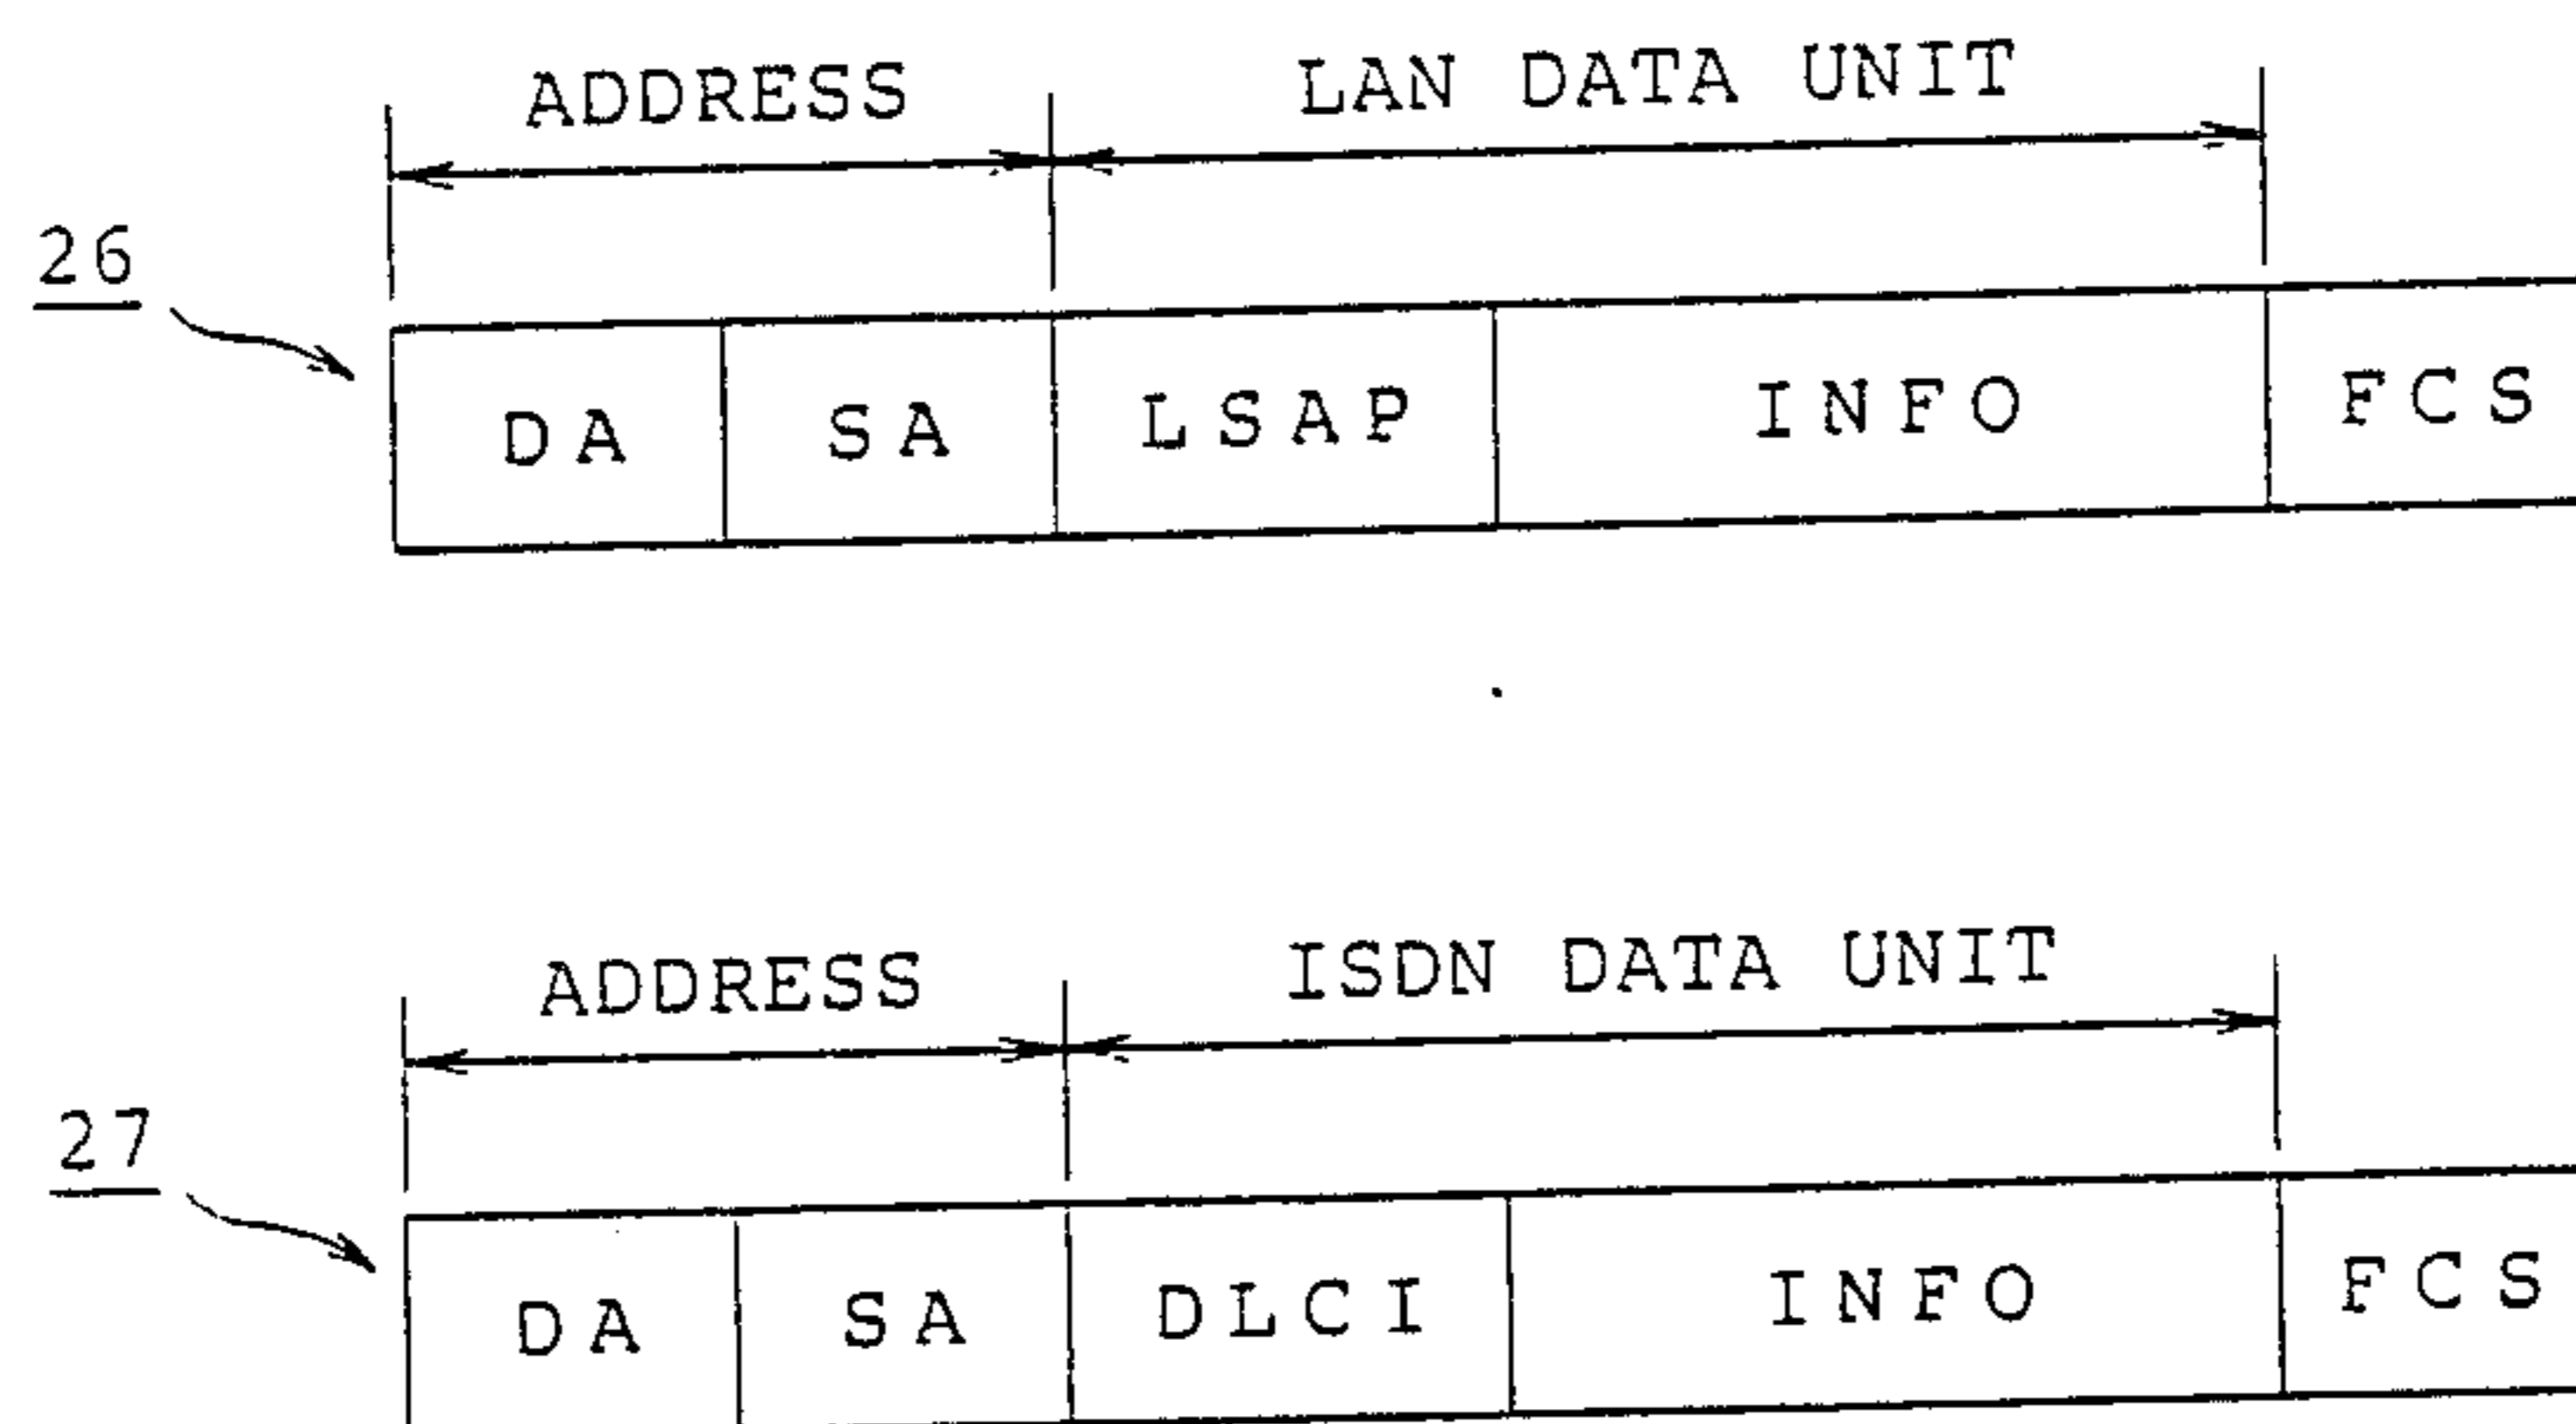 ADDRESS LAN DATA UNIT
26
DA SA LSAP INFO FCS
ADDRESS ISDN DATA UNIT
27
DA SA DLCI INFO FCS